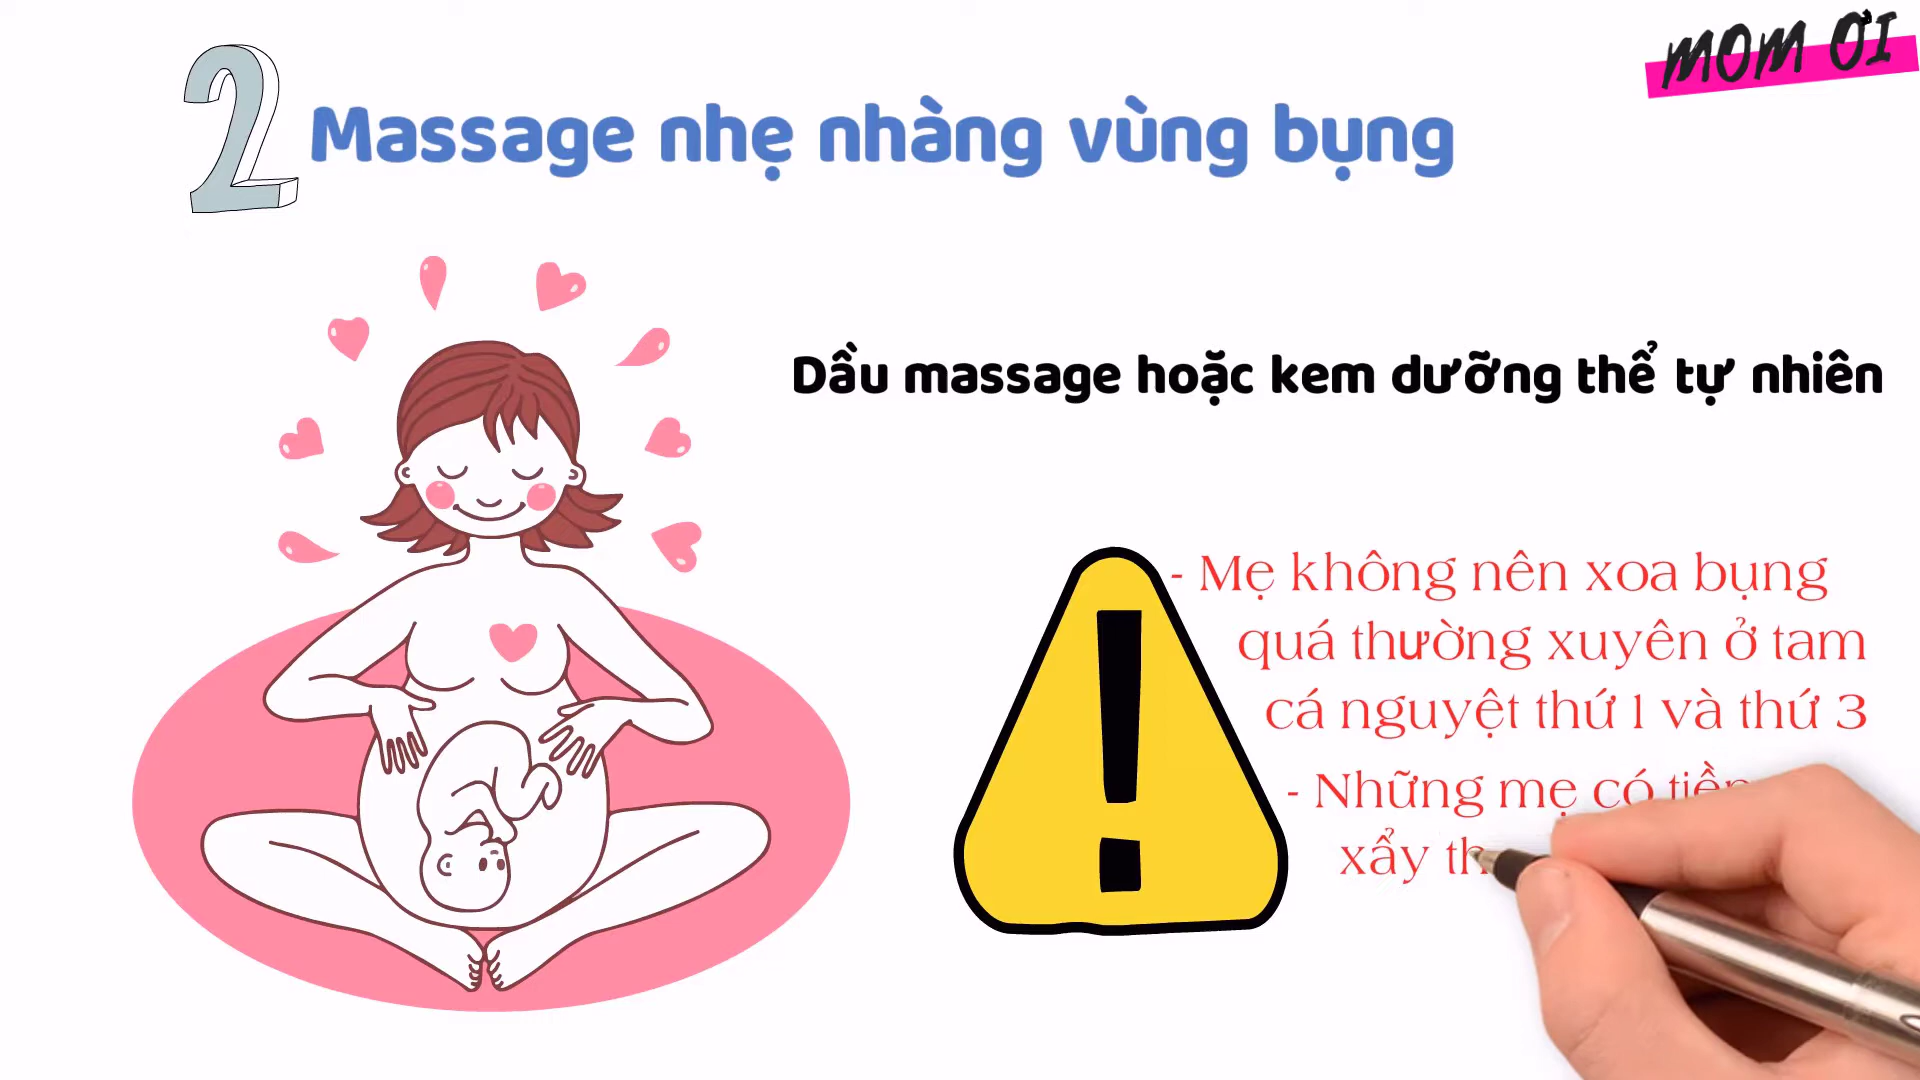 MOM ƠI
2
Massage nhẹ nhàng vùng bụng
Dầu massage hoặc kem dưỡng thể tự nhiên
- Mẹ không nên xoa bụng
quá thường xuyên ở tam
cá nguyệt thứ 1 và thứ 3
- Những mẹ có
xẩy